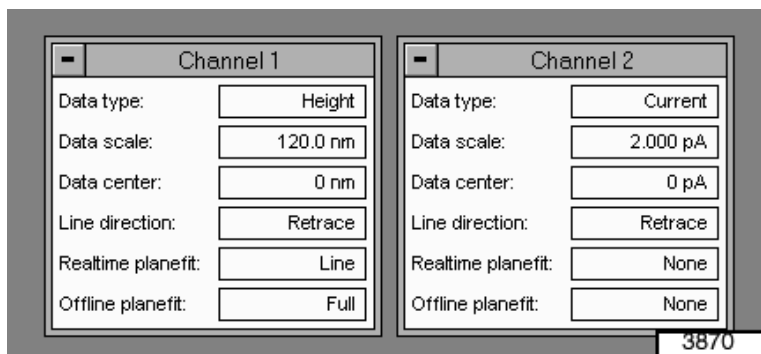 Channel 1
Data type: Height
Data scale: 120.0 nm
Data center: 0 nm
Line direction: Retrace
Realtime planefit: Line
Offline planefit: Full
Channel 2
Data type: Current
Data scale: 2.000 pA
Data center: 0 pA
Line direction: Retrace
Realtime planefit: None
Offline planefit: None
3870